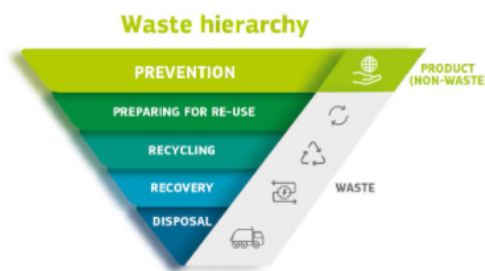 Waste hierarchy
PREVENTION
PRODUCT
(NON-WASTE
PREPARING FOR RE-USE
RECYCLING
RECOVERY
WASTE
DISPOSAL